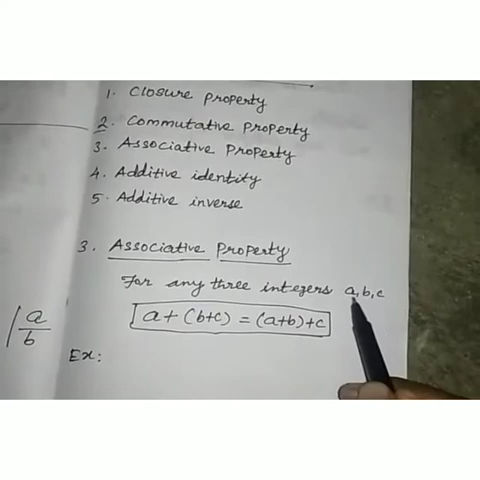 1. Closure property
2. Commutative property
3. Associative property
4. Additive identity
5. Additive inverse
3. Associative property
For any three integers a,b,c
a+(b+c)=(a+b)+c
a
b
Ex: